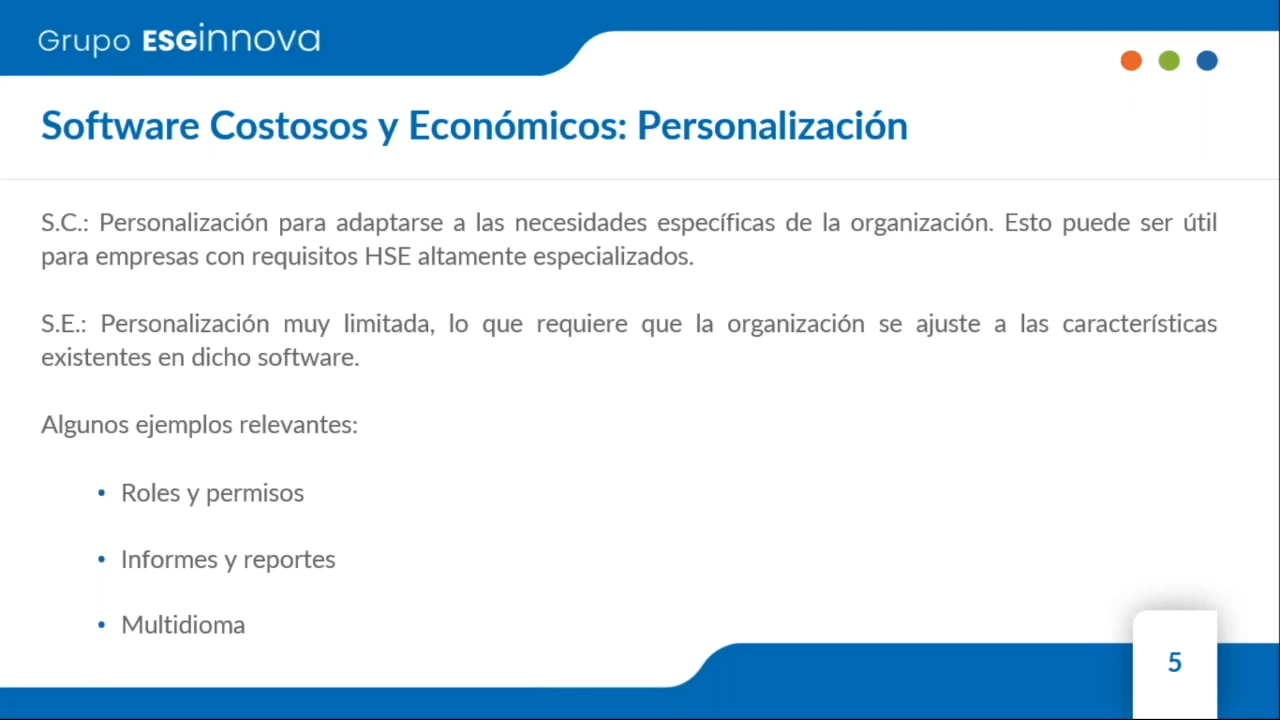 Grupo ESGinnova
Software Costosos y Económicos: Personalización
S.C.: Personalización para adaptarse a las necesidades específicas de la organización. Esto puede ser útil
para empresas con requisitos HSE altamente especializados.
S.E.: Personalización muy limitada, lo que requiere que la organización se ajuste a las características
existentes en dicho software.
Algunos ejemplos relevantes:
• Roles y permisos
• Informes y reportes
• Multidioma
5